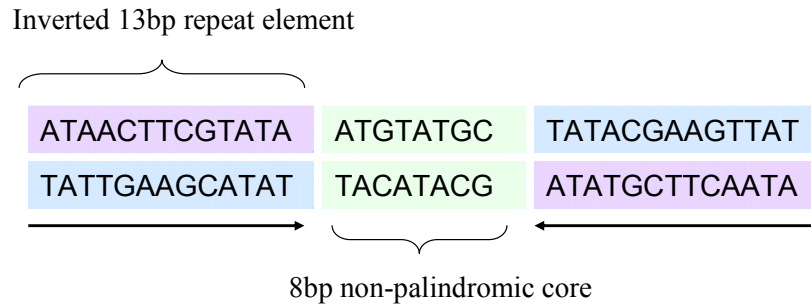 Inverted 13bp repeat element
ATAACTTCGTATA ATGTATGC TATACGAAGTTAT
TATTGAAGCATAT TACATACG ATATGCTTCAATA
8bp non-palindromic core